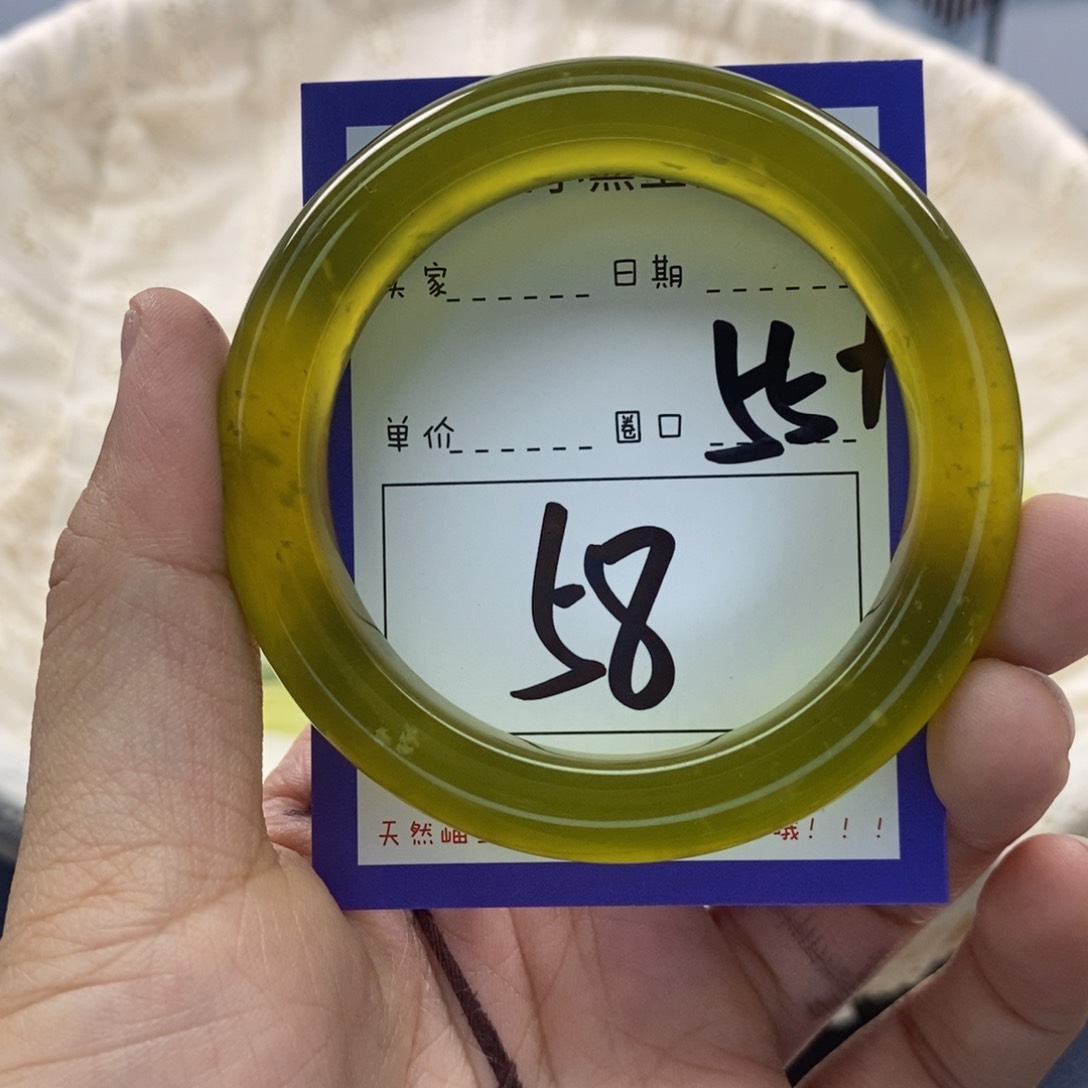 家 日期
55+
单价 圈口
58
天然岫 哦！！！